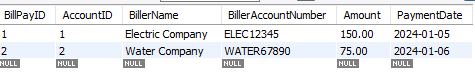 BillPayID AccountID BillerName BillerAccountNumber Amount PaymentDate
1 1 Electric Company ELEC12345 150.00 2024-01-05
2 2 Water Company WATER67890 75.00 2024-01-06
NULL NULL NULL NULL NULL NULL